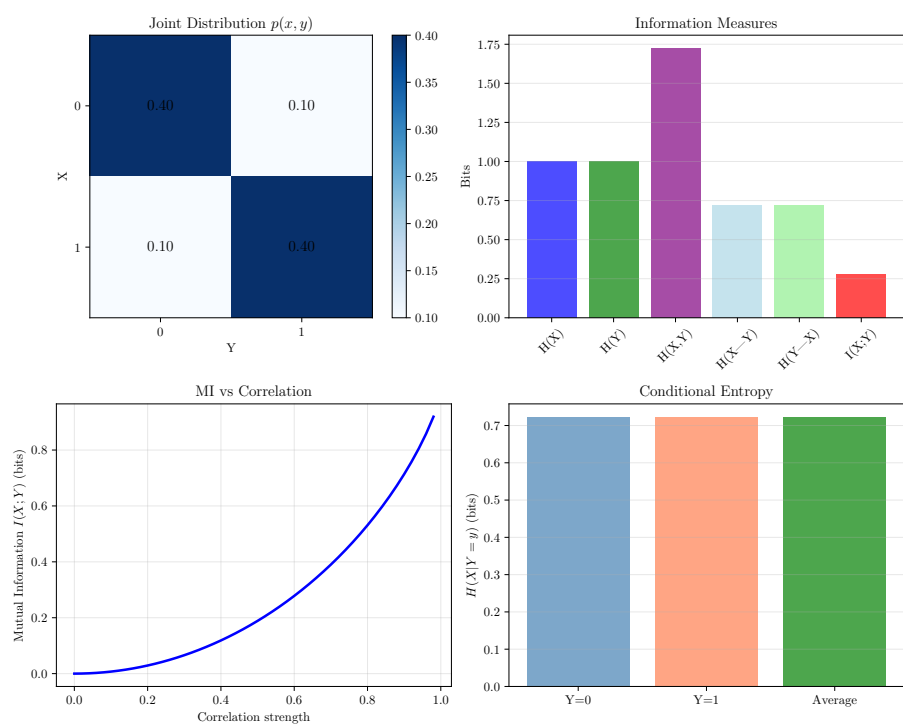 Joint Distribution p(x, y)
0.40
0.35
0.30
0.25
0.20
0.15
0.10
X
0
1
0.40
0.10
0.10
0.40
0
1
Y
Information Measures
Bits
1.75
1.50
1.25
1.00
0.75
0.50
0.25
0.00
H(X)
H(Y)
H(X,Y)
H(X—Y)
H(Y—X)
I(X;Y)
MI vs Correlation
Mutual Information I(X; Y) (bits)
0.8
0.6
0.4
0.2
0.0
0.0
0.2
0.4
0.6
0.8
1.0
Correlation strength
Conditional Entropy
H(X|Y = y) (bits)
0.7
0.6
0.5
0.4
0.3
0.2
0.1
0.0
Y=0
Y=1
Average